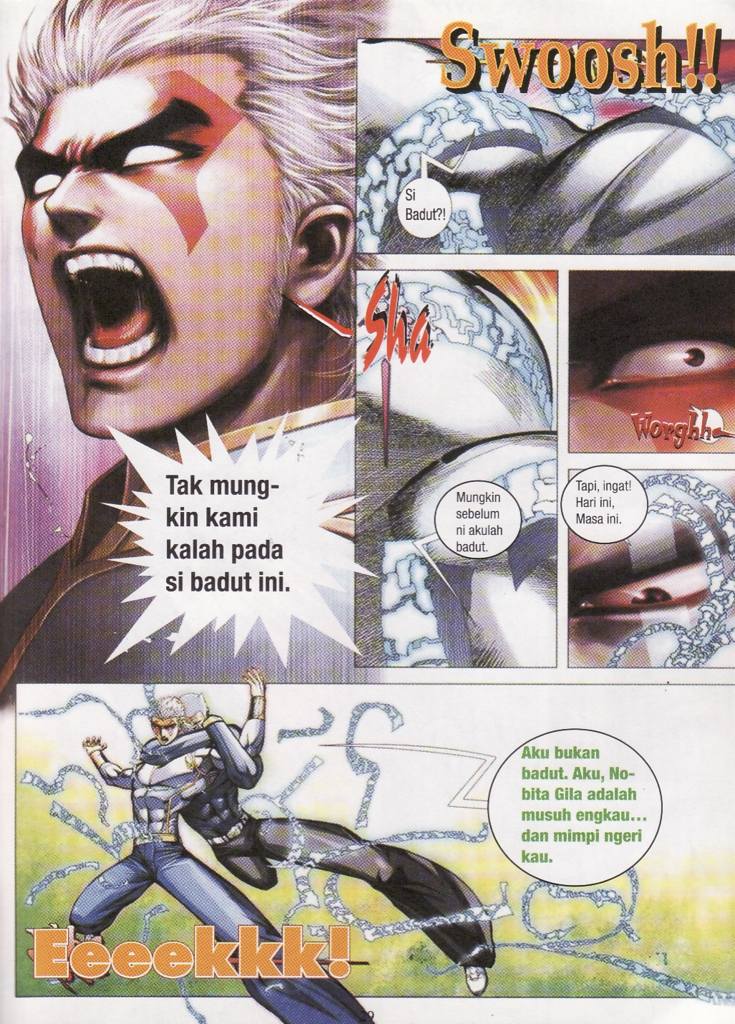 Swoosh!!
Si
Badut?!
Tak mung-
kin kami
kalah pada
si badut ini.
Sha
Mungkin
sebelum
ni akulah
badut.
Worghh
Tapi, ingat!
Hari ini,
Masa ini.
Aku bukan
badut. Aku, No-
bita Gila adalah
musuh engkau...
dan mimpi ngeri
kau.
Eeeekkk!